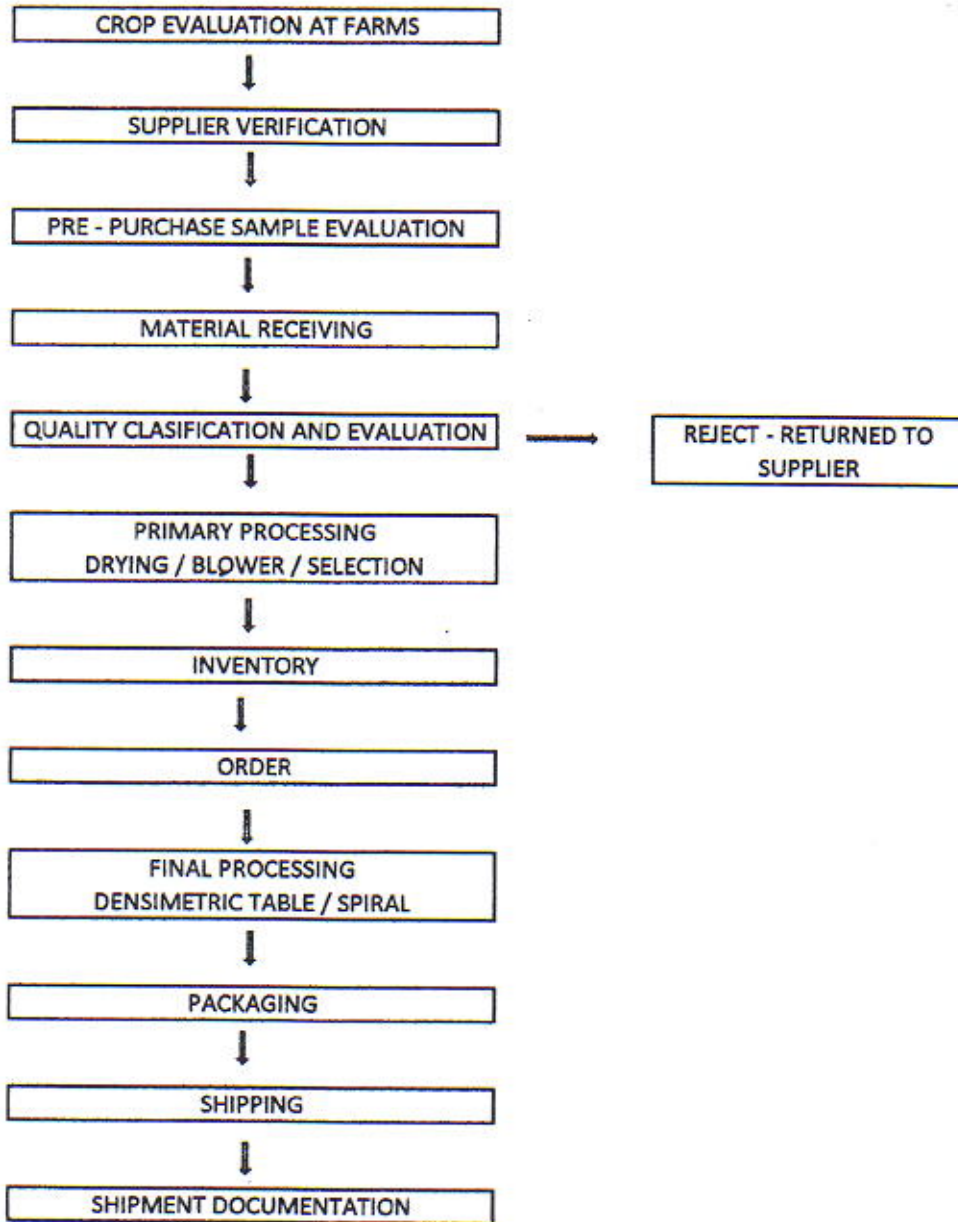 CROP EVALUATION AT FARMS
SUPPLIER VERIFICATION
PRE - PURCHASE SAMPLE EVALUATION
MATERIAL RECEIVING
QUALITY CLASIFICATION AND EVALUATION
REJECT - RETURNED TO
SUPPLIER
PRIMARY PROCESSING
DRYING / BLOWER / SELECTION
INVENTORY
ORDER
FINAL PROCESSING
DENSIMETRIC TABLE / SPIRAL
PACKAGING
SHIPPING
SHIPMENT DOCUMENTATION